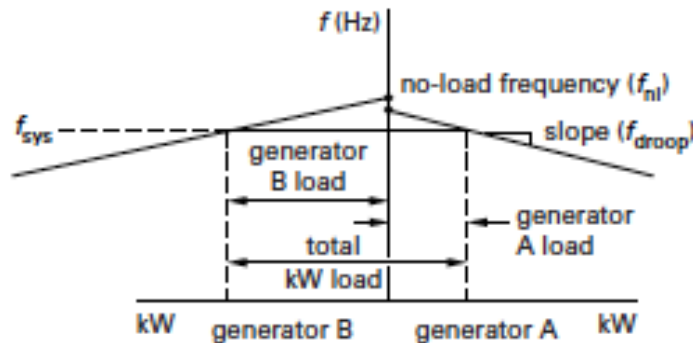 f (Hz)
no-load frequency (fnl)
fsys
slope (fdroop)
generator
B load
generator
A load
total
kW load
kW generator B generator A kW